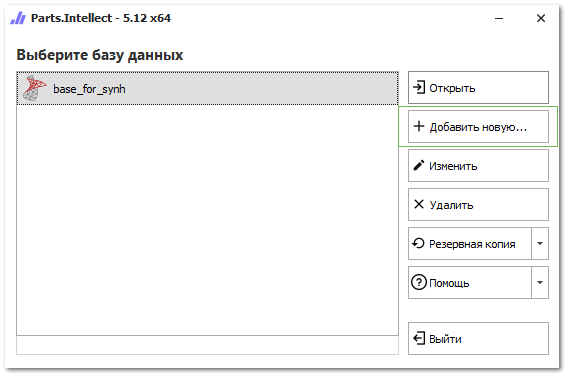 Parts.Intellect - 5.12 x64
Выберите базу данных
base_for_synh
Открыть
Добавить новую...
Изменить
Удалить
Резервная копия
Помощь
Выйти